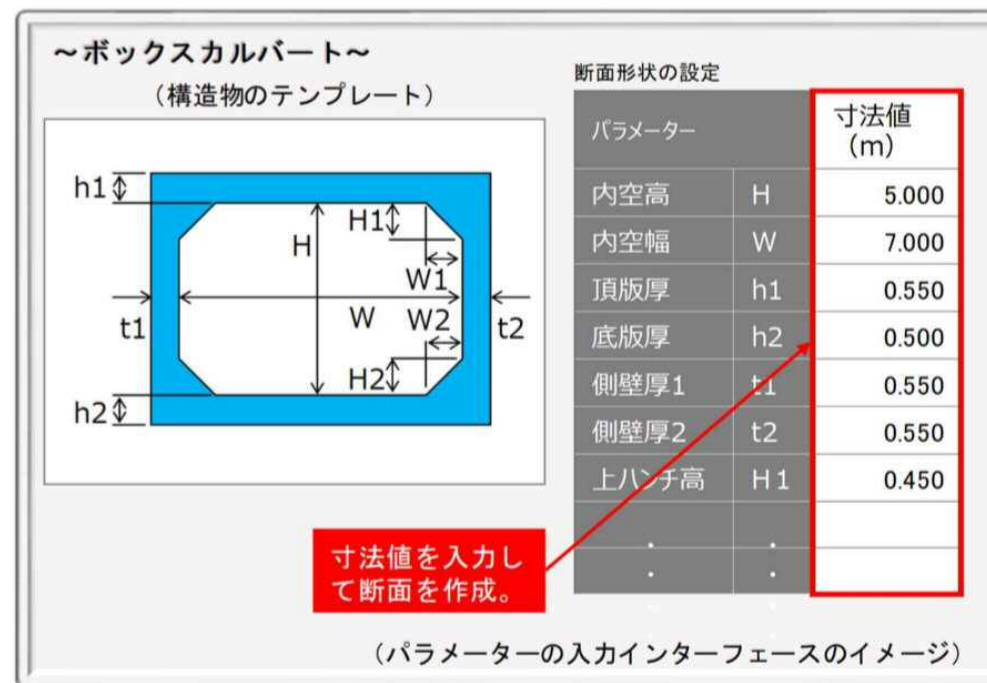 ～ボックスカルバート～
（構造物のテンプレート）
h1
H
H1
W1
t1
W
W2
t2
H2
h2
断面形状の設定
パラメーター 寸法値（m）
内空高 H 5.000
内空幅 W 7.000
頂版厚 h1 0.550
底版厚 h2 0.500
側壁厚1 t1 0.550
側壁厚2 t2 0.550
上ハンチ高 H1 0.450
・ ・
・ ・
寸法値を入力し
て断面を作成。
（パラメーターの入力インターフェースのイメージ）